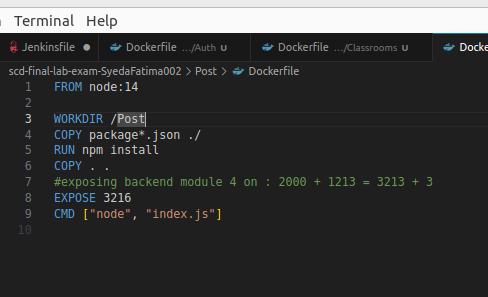 Terminal Help
Jenkinsfile ● Dockerfile .../Auth U Dockerfile .../Classrooms U Docke
scd-final-lab-exam-SyedaFatima002 > Post > Dockerfile
1 FROM node:14
2
3 WORKDIR /Post
4 COPY package*.json ./
5 RUN npm install
6 COPY . .
7 #exposing backend module 4 on : 2000 + 1213 = 3213 + 3
8 EXPOSE 3216
9 CMD ["node", "index.js"]
10